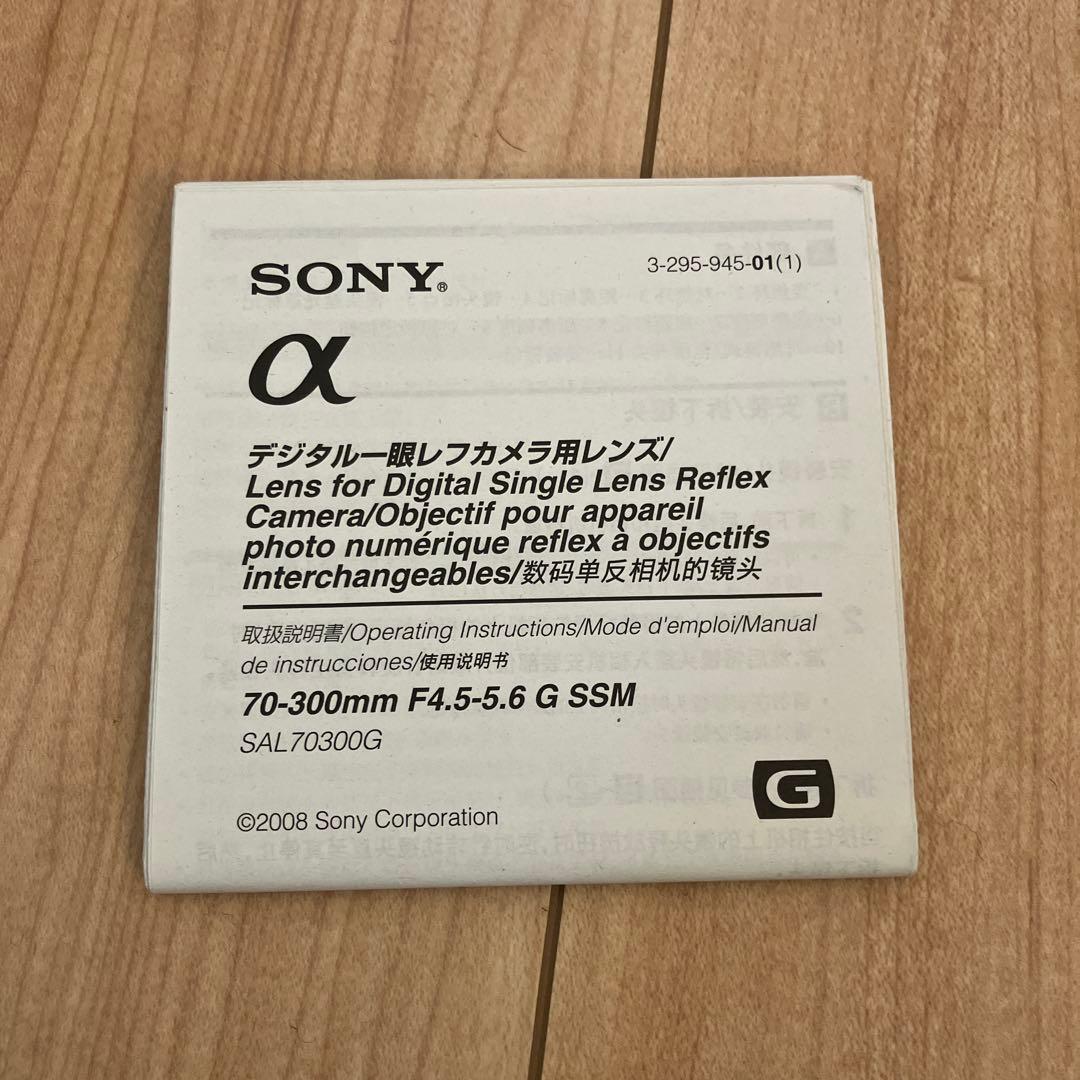 SONY®
3-295-945-01(1)
α
デジタル一眼レフカメラ用レンズ/
Lens for Digital Single Lens Reflex
Camera/Objectif pour appareil
photo numérique reflex à objectifs
interchangeables/数码单反相机的镜头
取扱説明書/Operating Instructions/Mode d'emploi/Manual
de instrucciones/使用说明书
70-300mm F4.5-5.6 G SSM
SAL70300G
G
©2008 Sony Corporation